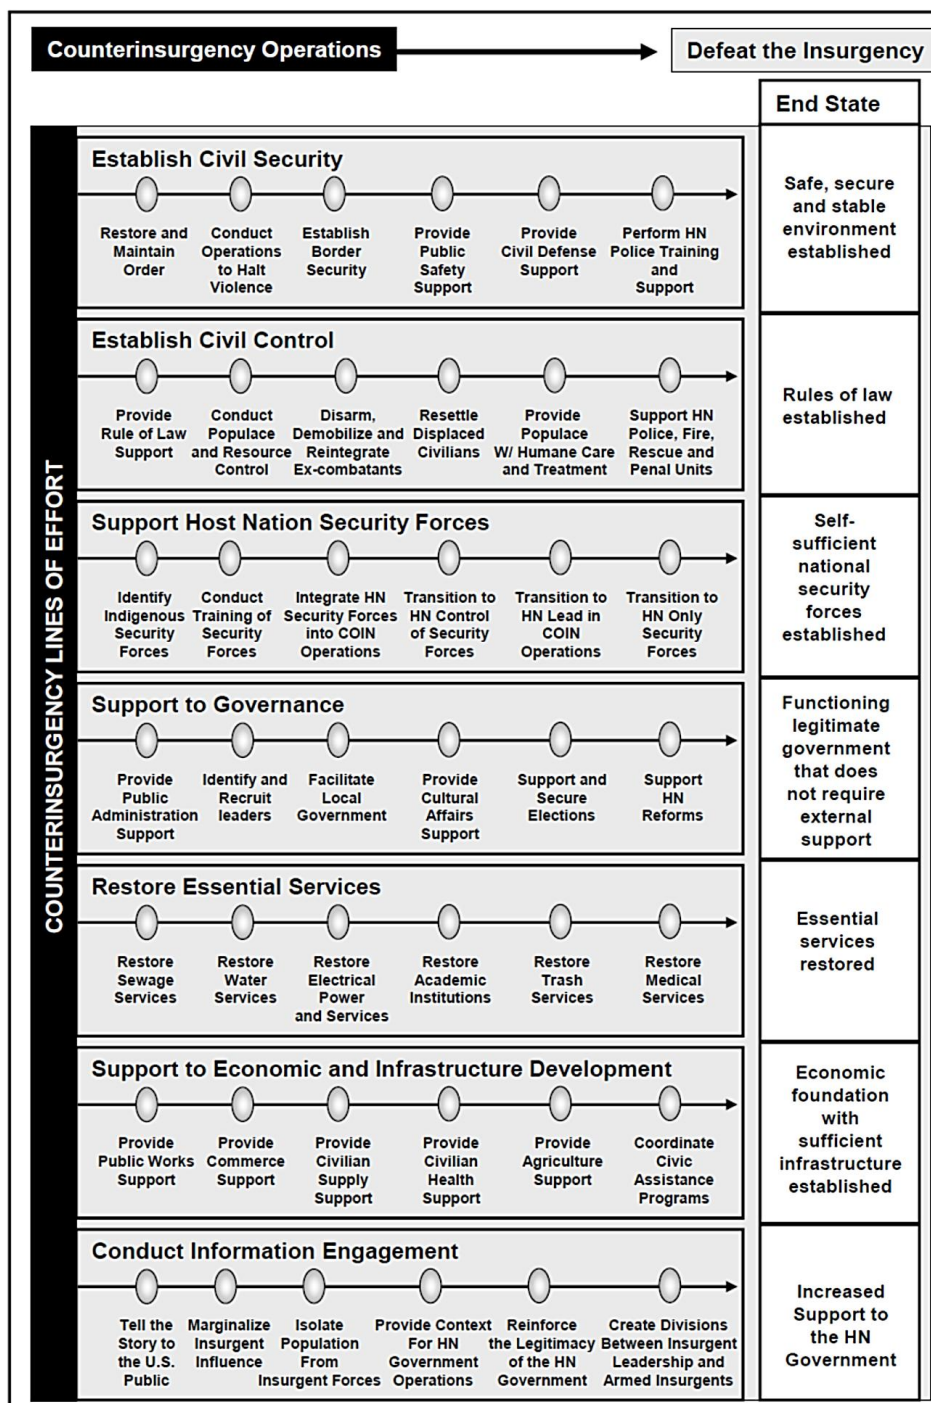 Counterinsurgency Operations
Defeat the Insurgency
End State
COUNTERINSURGENCY LINES OF EFFORT
Establish Civil Security
Restore and
Maintain
Order
Conduct
Operations
to Halt
Violence
Establish
Border
Security
Provide
Public
Safety
Support
Provide
Civil Defense
Support
Perform HN
Police Training
and
Support
Safe, secure
and stable
environment
established
Establish Civil Control
Provide
Rule of Law
Support
Conduct
Populace
and Resource
Control
Disarm,
Demobilize and
Reintegrate
Ex-combatants
Resettle
Displaced
Civilians
Provide
Populace
W/ Humane Care
and Treatment
Support HN
Police, Fire,
Rescue and
Penal Units
Rules of law
established
Support Host Nation Security Forces
Identify
Indigenous
Security
Forces
Conduct
Training of
Security
Forces
Integrate HN
Security Forces
into COIN
Operations
Transition to
HN Control
of Security
Forces
Transition to
HN Lead in
COIN
Operations
Transition to
HN Only
Security
Forces
Self-
sufficient
national
security
forces
established
Support to Governance
Provide
Public
Administration
Support
Identify and
Recruit
leaders
Facilitate
Local
Government
Provide
Cultural
Affairs
Support
Support and
Secure
Elections
Support
HN
Reforms
Functioning
legitimate
government
that does
not require
external
support
Restore Essential Services
Restore
Sewage
Services
Restore
Water
Services
Restore
Electrical
Power
and Services
Restore
Academic
Institutions
Restore
Trash
Services
Restore
Medical
Services
Essential
services
restored
Support to Economic and Infrastructure Development
Provide
Public Works
Support
Provide
Commerce
Support
Provide
Civilian
Supply
Support
Provide
Civilian
Health
Support
Provide
Agriculture
Support
Coordinate
Civic
Assistance
Programs
Economic
foundation
with
sufficient
infrastructure
established
Conduct Information Engagement
Tell the
Story to
the U.S.
Public
Marginalize
Insurgent
Influence
Isolate
Population
From
Insurgent Forces
Provide Context
For HN
Government
Operations
Reinforce
the Legitimacy
of the HN
Government
Create Divisions
Between Insurgent
Leadership and
Armed Insurgents
Increased
Support to
the HN
Government